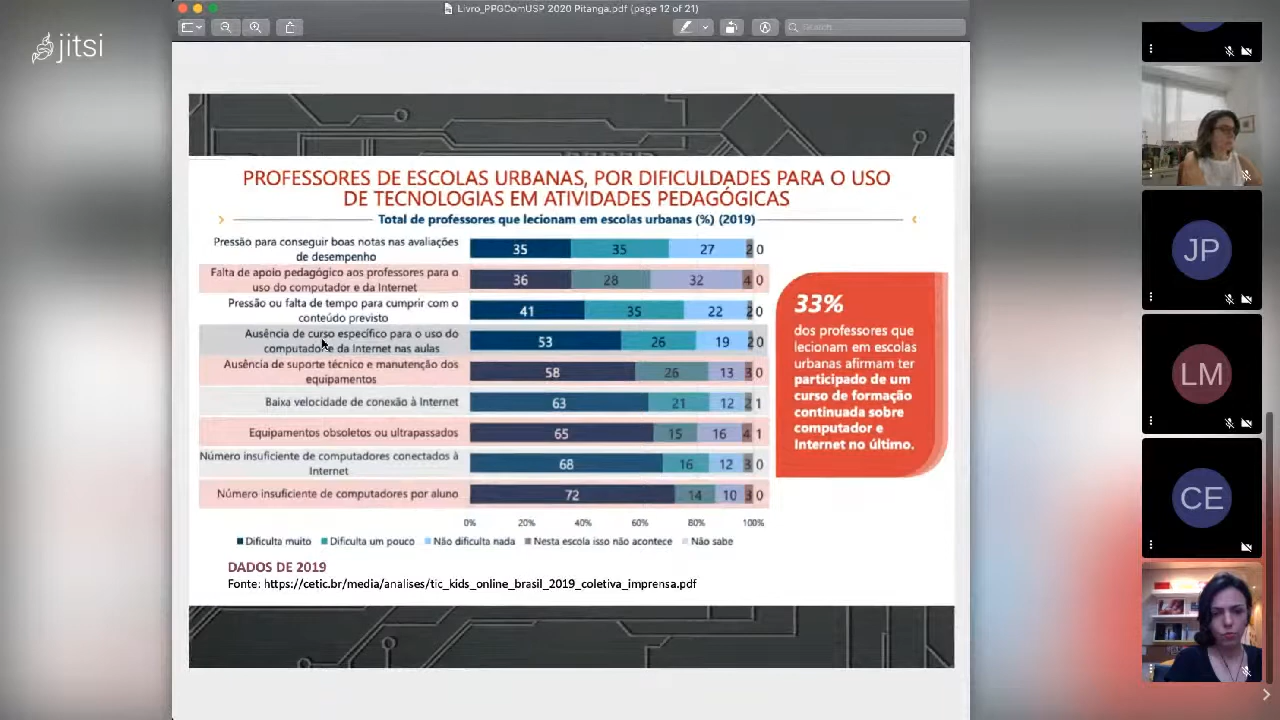 jitsi
Livro_PPGComUSP 2020 Pitanga.pdf (page 12 of 21)
Search
PROFESSORES DE ESCOLAS URBANAS, POR DIFICULDADES PARA O USO
DE TECNOLOGIAS EM ATIVIDADES PEDAGÓGICAS
Total de professores que lecionam em escolas urbanas (%) (2019)
Pressão para conseguir boas notas nas avaliações
de desempenho
35 35 27 2 0
Falta de apoio pedagógico aos professores para o
uso do computador e da Internet
36 28 32 4 0
Pressão ou falta de tempo para cumprir com o
conteúdo previsto
41 35 22 2 0
Ausência de curso específico para o uso do
computador e da Internet nas aulas
53 26 19 2 0
Ausência de suporte técnico e manutenção dos
equipamentos
58 26 13 3 0
Baixa velocidade de conexão à Internet
63 21 12 2 1
Equipamentos obsoletos ou ultrapassados
65 15 16 4 1
Número insuficiente de computadores conectados à
Internet
68 16 12 3 0
Número insuficiente de computadores por aluno
72 14 10 3 0
0% 20% 40% 60% 80% 100%
Dificulta muito Dificulta um pouco Não dificulta nada Nesta escola isso não acontece Não sabe
33%
dos professores que
lecionam em escolas
urbanas afirmam ter
participado de um
curso de formação
continuada sobre
computador e
Internet no último.
DADOS DE 2019
Fonte: https://cetic.br/media/analises/tic_kids_online_brasil_2019_coletiva_imprensa.pdf
JP
LM
CE